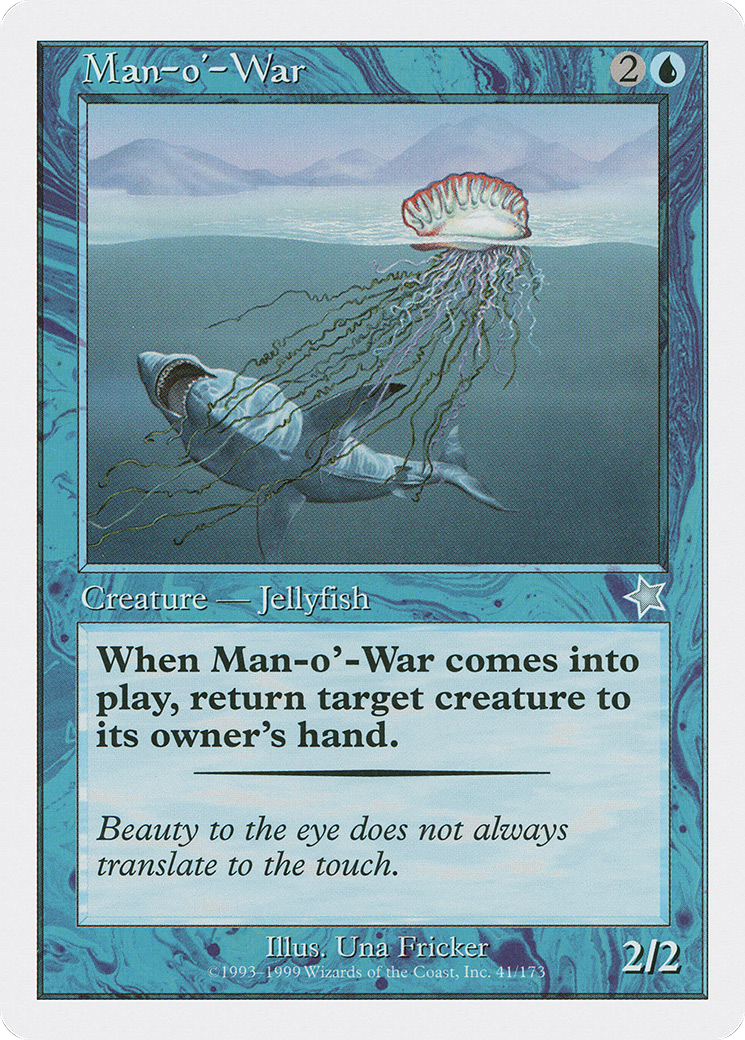 Man-o'-War 2
Creature — Jellyfish
When Man-o'-War comes into
play, return target creature to
its owner's hand.
Beauty to the eye does not always
translate to the touch.
Illus. Una Fricker
©1993–1999 Wizards of the Coast, Inc. 41/173
2/2